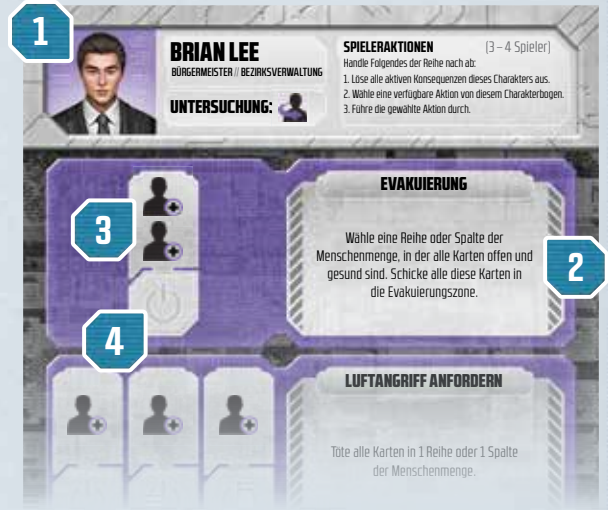 1
BRIAN LEE
BÜRGERMEISTER // BEZIRKSVERWALTUNG
UNTERSUCHUNG:
SPIELERAKTIONEN (3 – 4 Spieler)
Handle Folgendes der Reihe nach ab:
1. Löse alle aktiven Konsequenzen dieses Charakters aus.
2. Wähle eine verfügbare Aktion von diesem Charakterbogen.
3. Führe die gewählte Aktion durch.
3
4
EVAKUIERUNG
Wähle eine Reihe oder Spalte der
Menschenmenge, in der alle Karten offen und
gesund sind. Schicke alle diese Karten in
die Evakuierungszone.
2
LUFTANGRIFF ANFORDERN
Töte alle Karten in 1 Reihe oder 1 Spalte
der Menschenmenge.